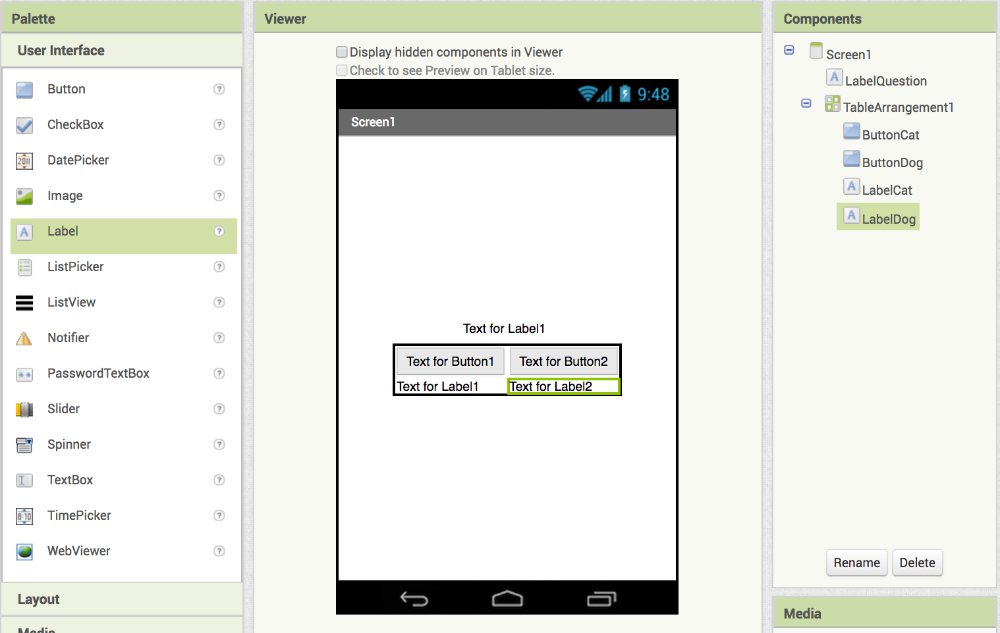 Palette
User Interface
Button
CheckBox
DatePicker
Image
Label
ListPicker
ListView
Notifier
PasswordTextBox
Slider
Spinner
TextBox
TimePicker
WebViewer
Layout
Media
Viewer
Display hidden components in Viewer
Check to see Preview on Tablet size.
9:48
Screen1
Text for Label1
Text for Button1 Text for Button2
Text for Label1 Text for Label2
Components
Screen1
LabelQuestion
TableArrangement1
ButtonCat
ButtonDog
LabelCat
LabelDog
Rename Delete
Media